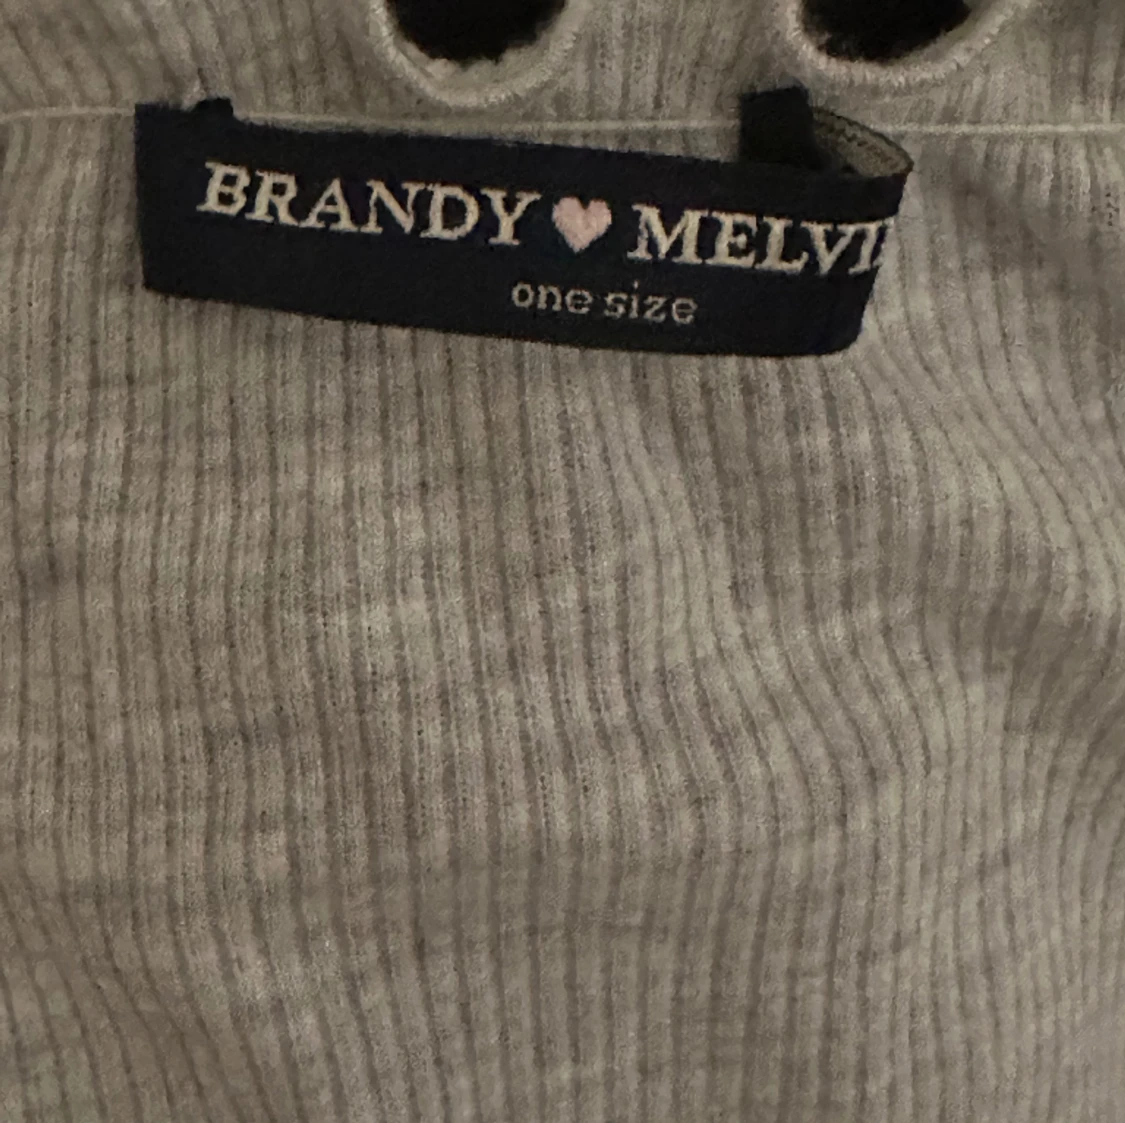 BRANDY ♥ MELVI
one size